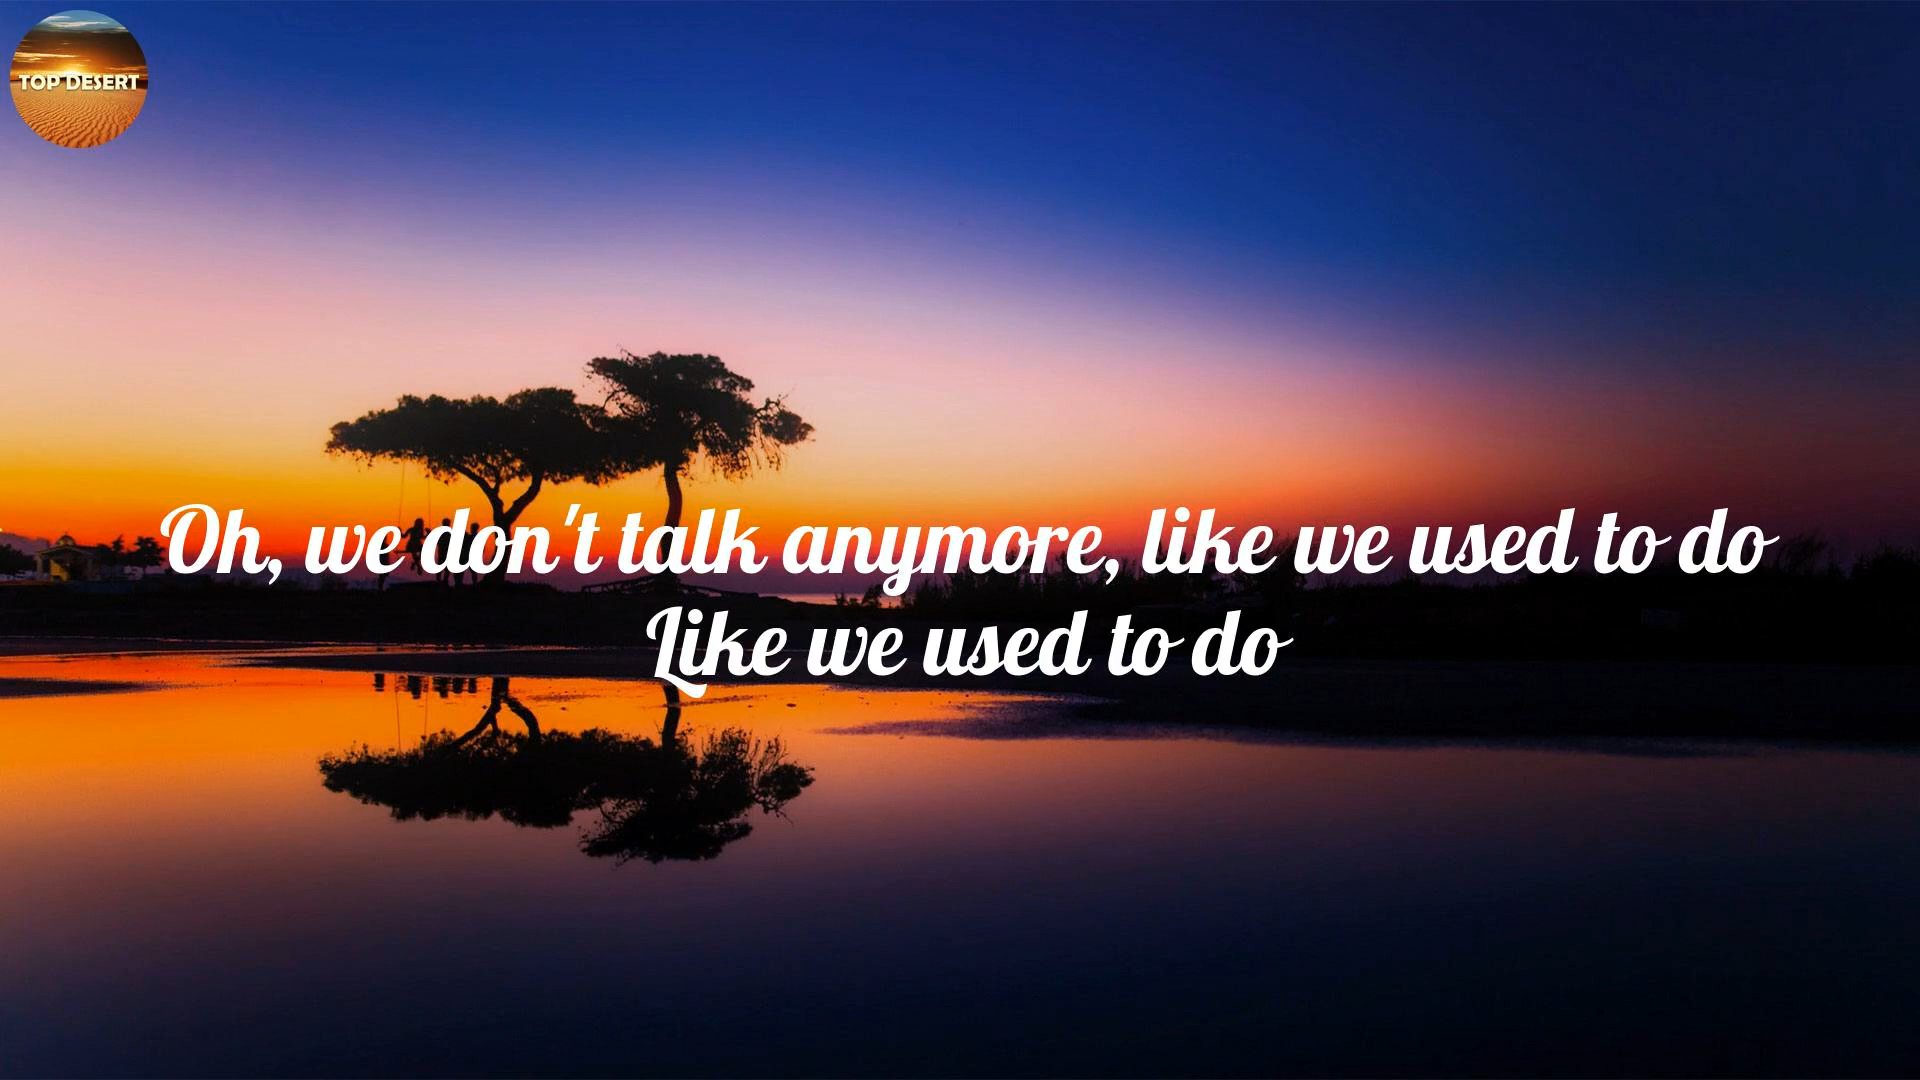 TOP DESERT
Oh, we don't talk anymore, like we used to do
Like we used to do